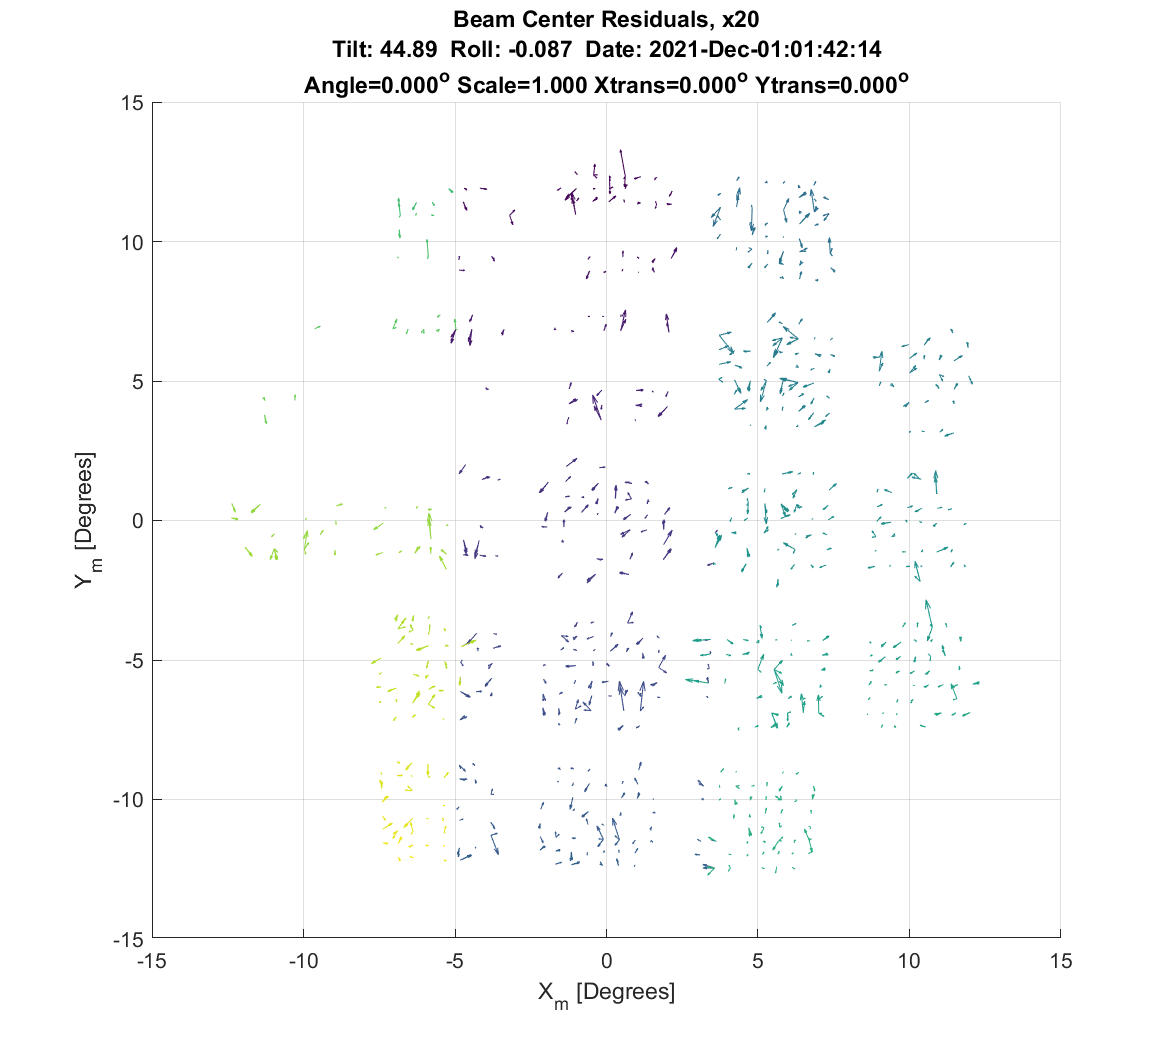 Beam Center Residuals, x20
Tilt: 44.89 Roll: -0.087 Date: 2021-Dec-01:01:42:14
Angle=0.000° Scale=1.000 Xtrans=0.000° Ytrans=0.000°
15
10
5
0
-5
-10
-15
Y_m [Degrees]
-15 -10 -5 0 5 10 15
X_m [Degrees]